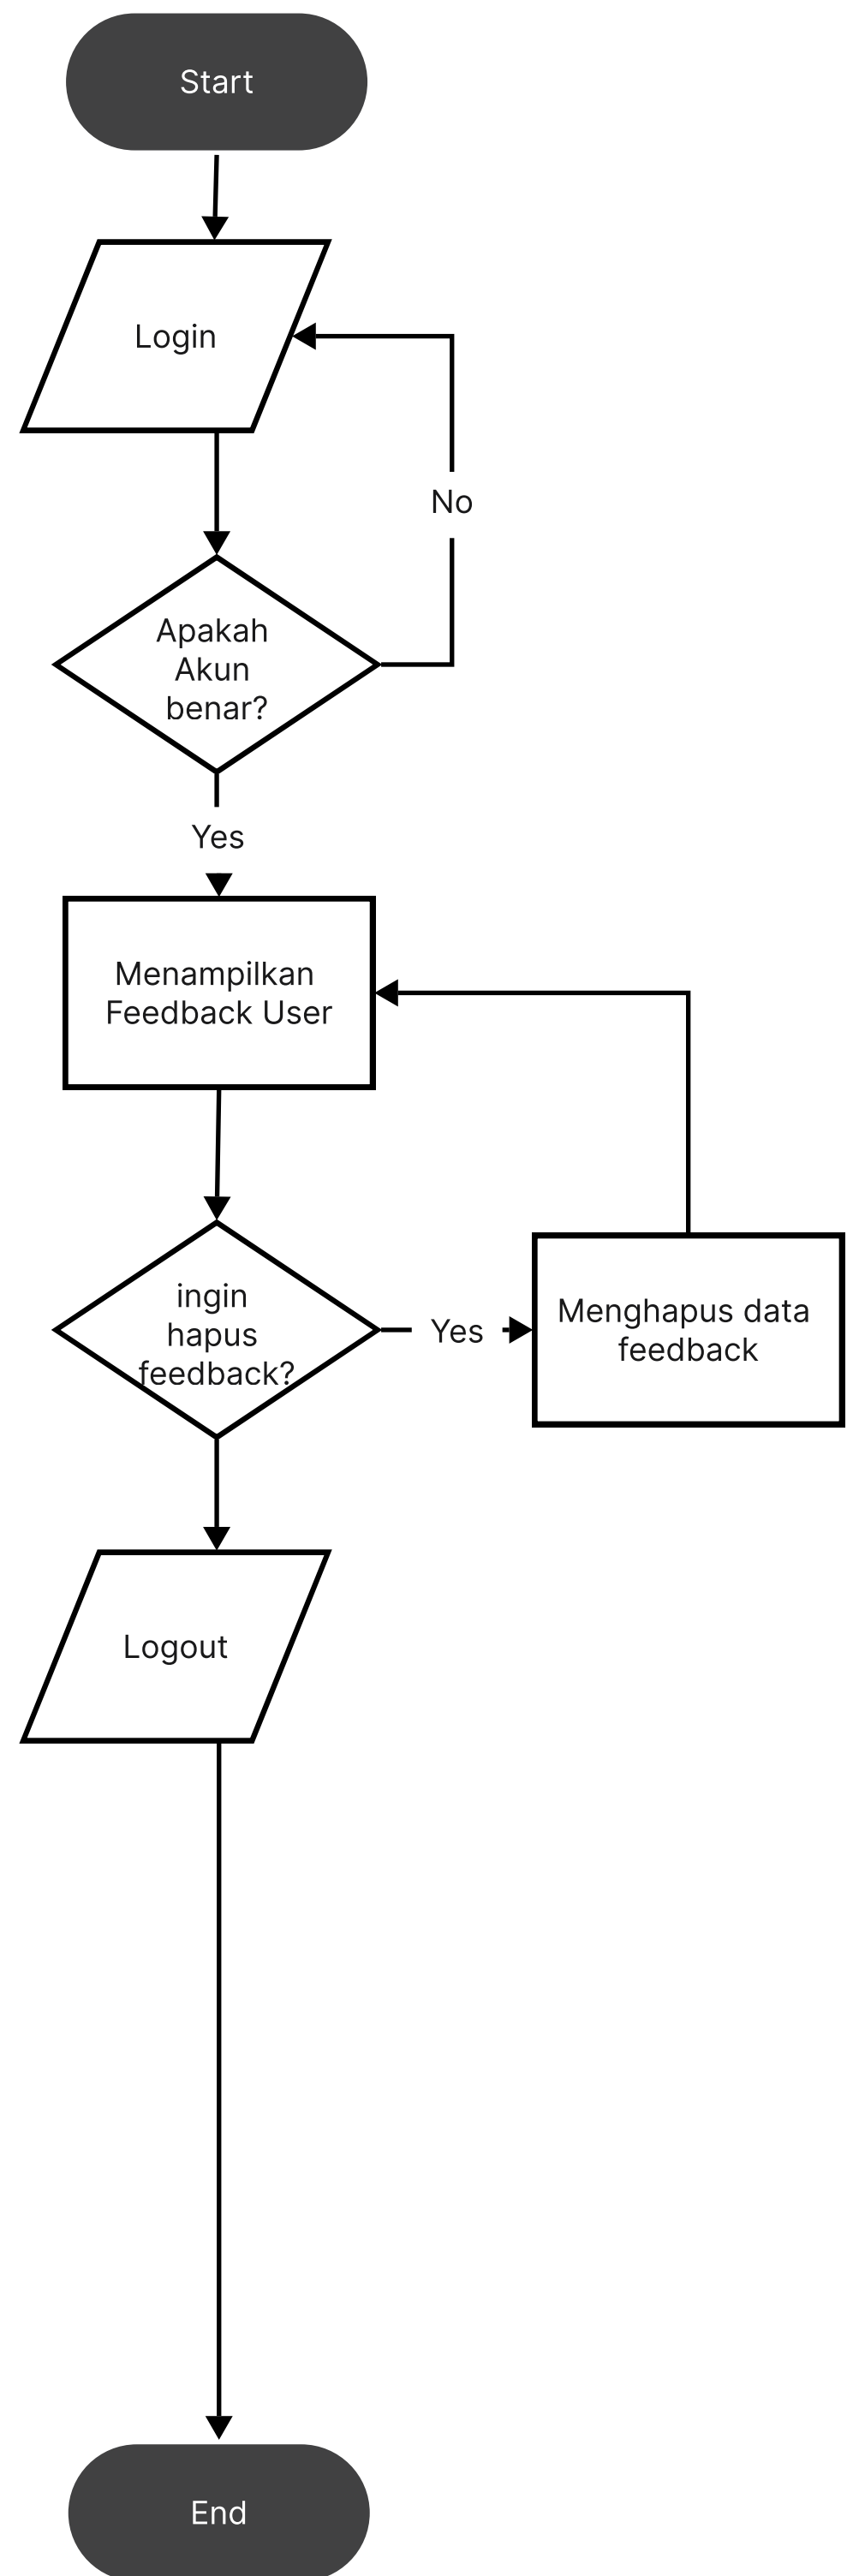 Start
Login
No
Apakah
Akun
benar?
Yes
Menampilkan
Feedback User
ingin
hapus
feedback?
Yes
Menghapus data
feedback
Logout
End